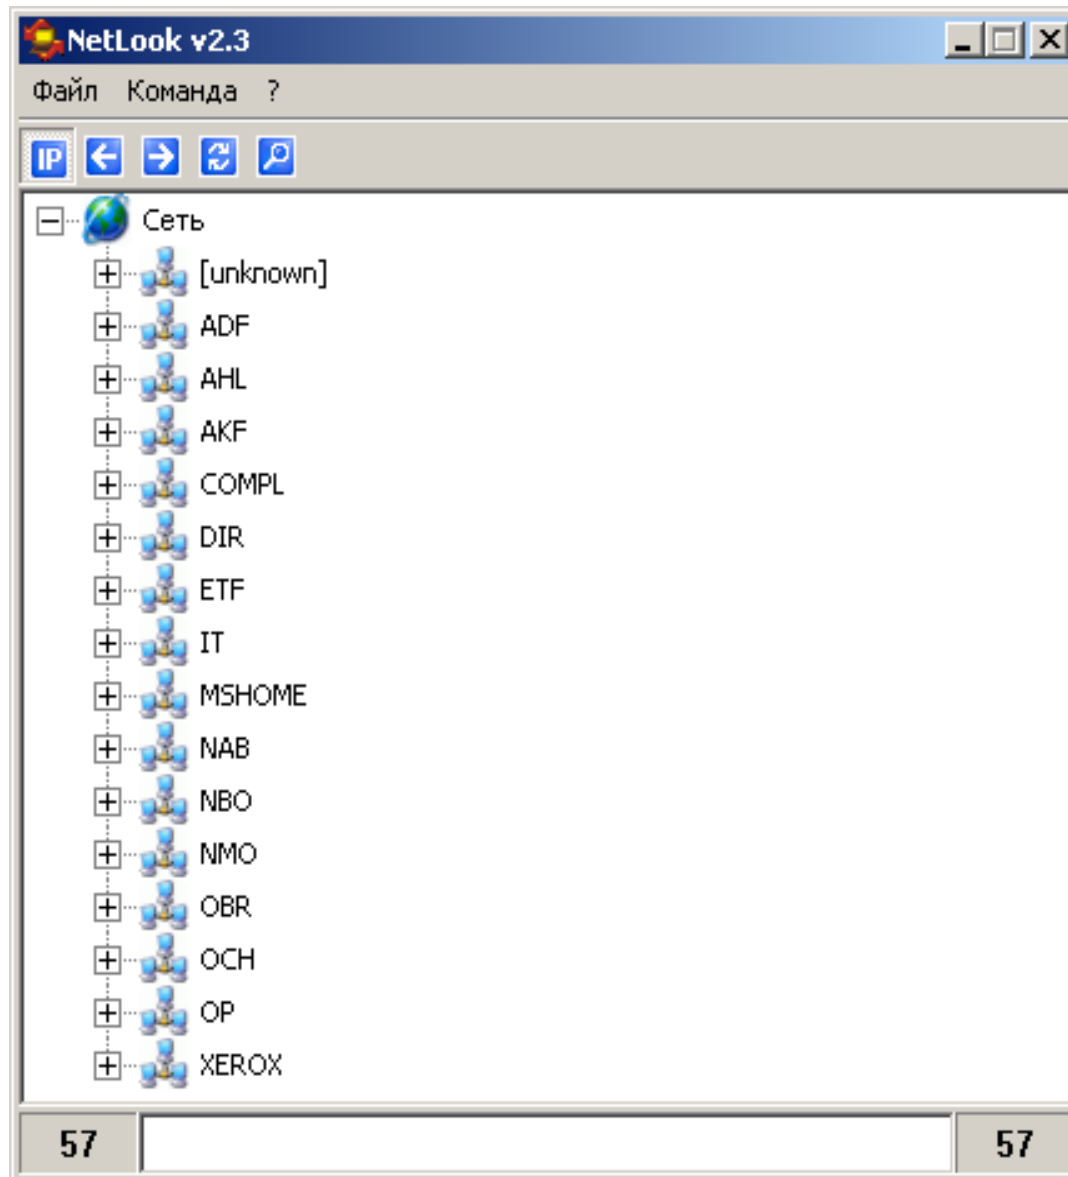 NetLook v2.3
Файл Команда ?
IP
Сеть
[unknown]
ADF
AHL
AKF
COMPL
DIR
ETF
IT
MSHOME
NAB
NBO
NMO
OBR
OCH
OP
XEROX
57 57